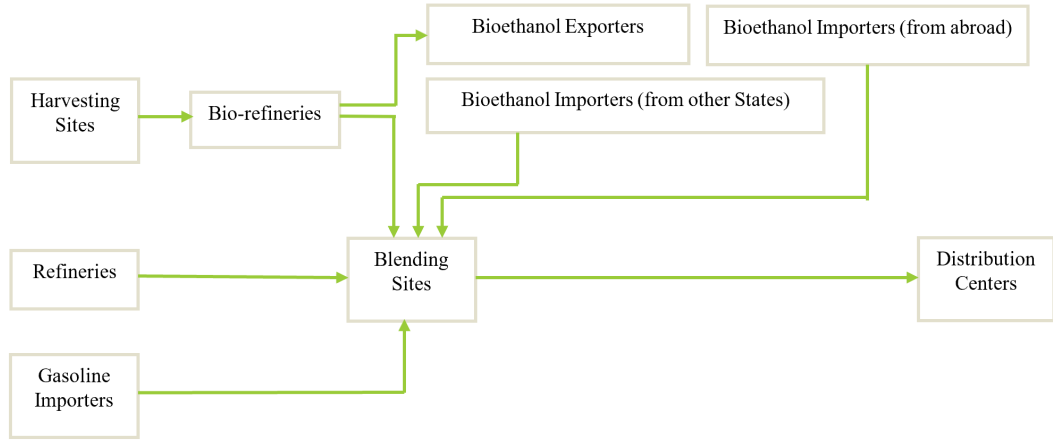 Bioethanol Exporters
Bioethanol Importers (from abroad)
Harvesting
Sites
Bio-refineries
Bioethanol Importers (from other States)
Refineries
Blending
Sites
Distribution
Centers
Gasoline
Importers